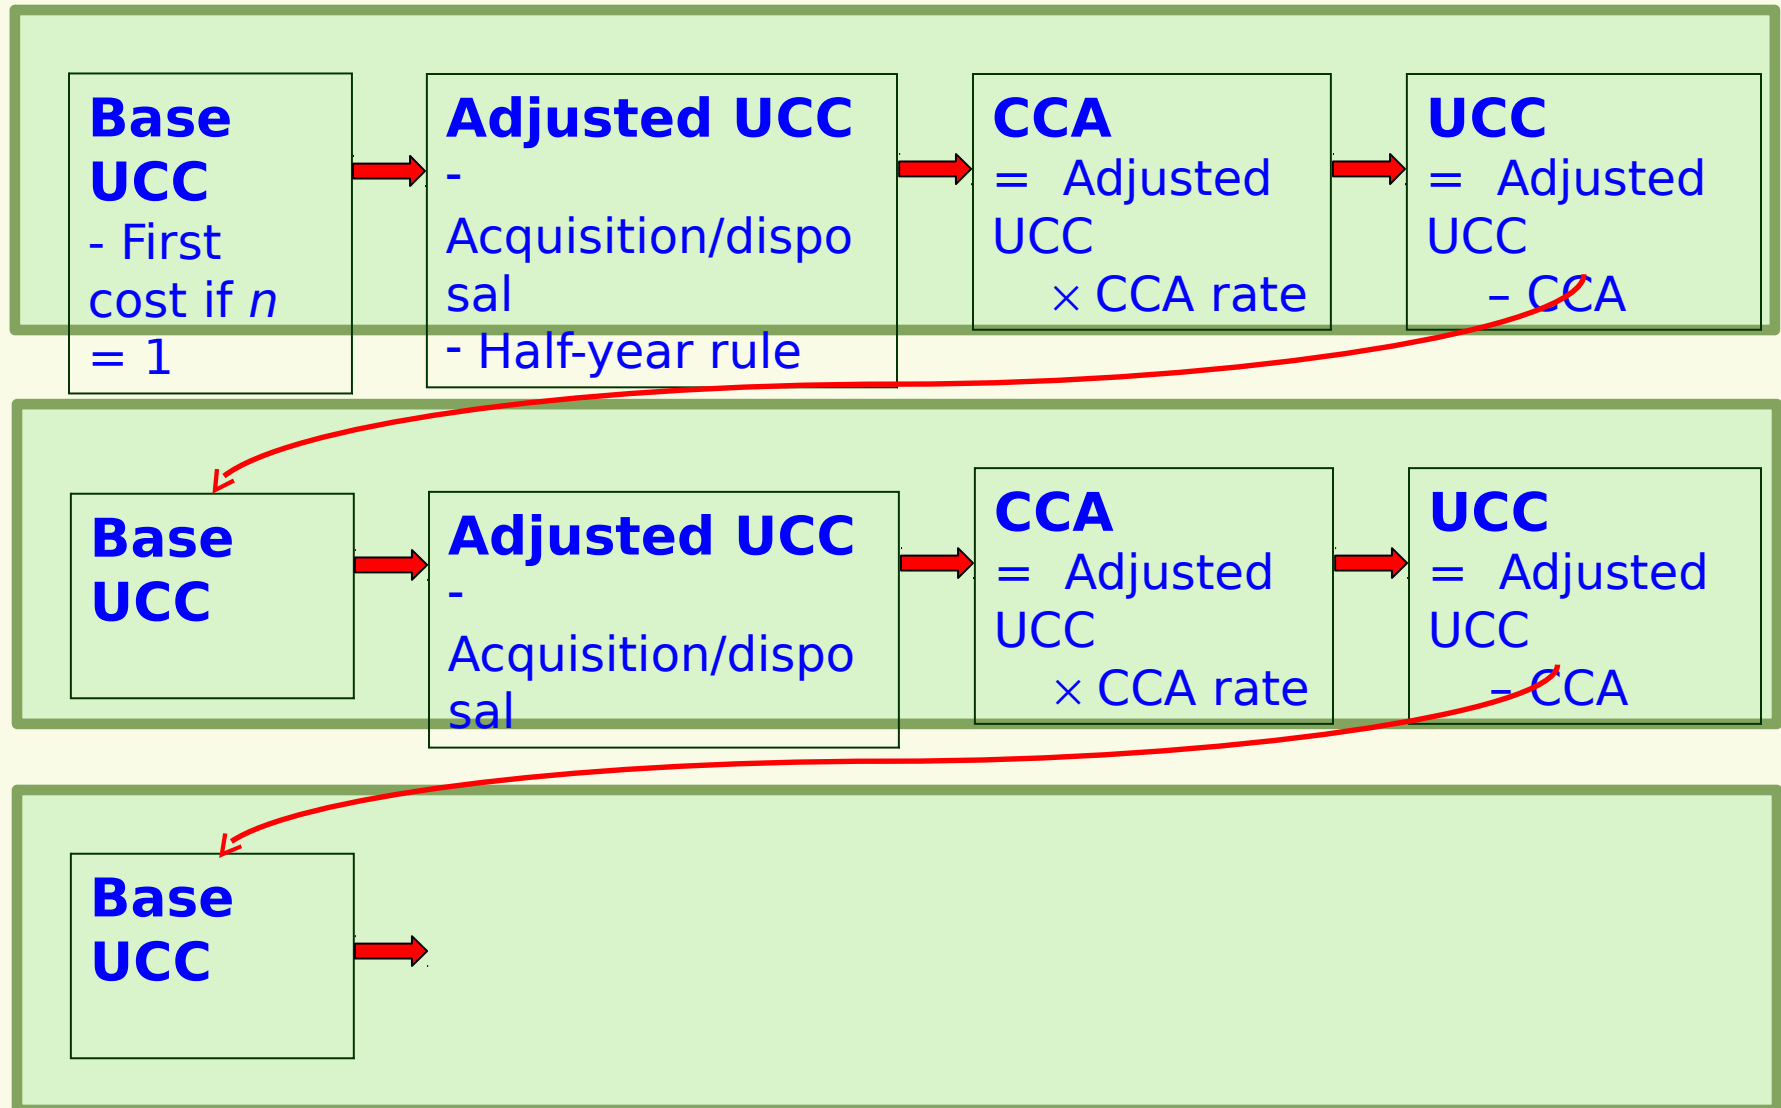 Base
UCC
- First
cost if n
= 1
Adjusted UCC
-
Acquisition/dispo
sal
- Half-year rule
CCA
= Adjusted
UCC
× CCA rate
UCC
= Adjusted
UCC
– CCA
Base
UCC
Adjusted UCC
-
Acquisition/dispo
sal
CCA
= Adjusted
UCC
× CCA rate
UCC
= Adjusted
UCC
– CCA
Base
UCC